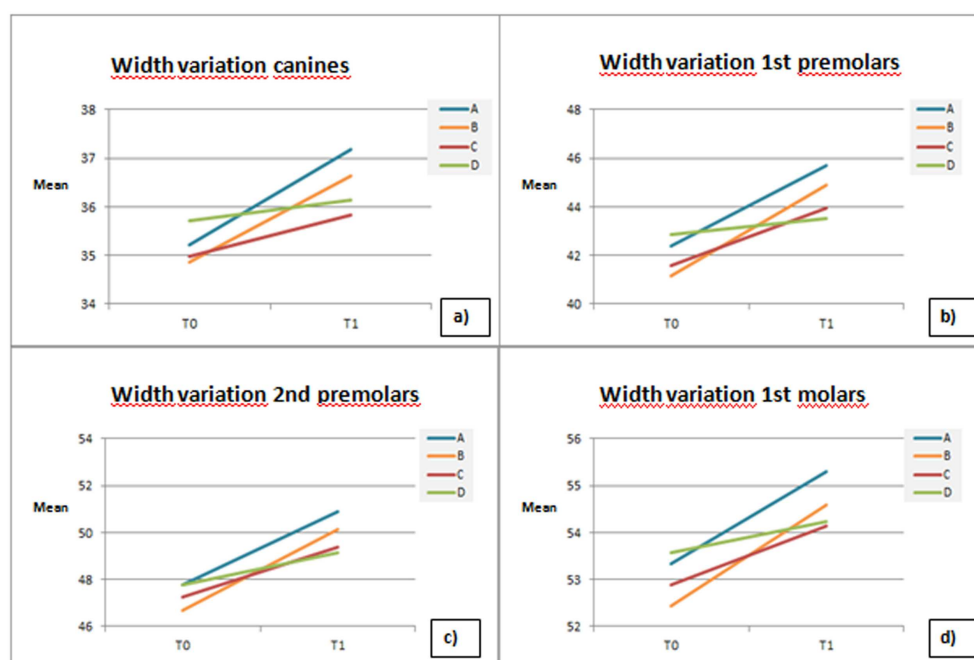 Width variation canines
38
37
Mean
36
35
34
T0
T1
A
B
C
D
a)
Width variation 1st premolars
48
46
Mean
44
42
40
T0
T1
A
B
C
D
b)
Width variation 2nd premolars
54
52
Mean
50
48
46
T0
T1
A
B
C
D
c)
Width variation 1st molars
56
55
Mean
54
53
52
T0
T1
A
B
C
D
d)